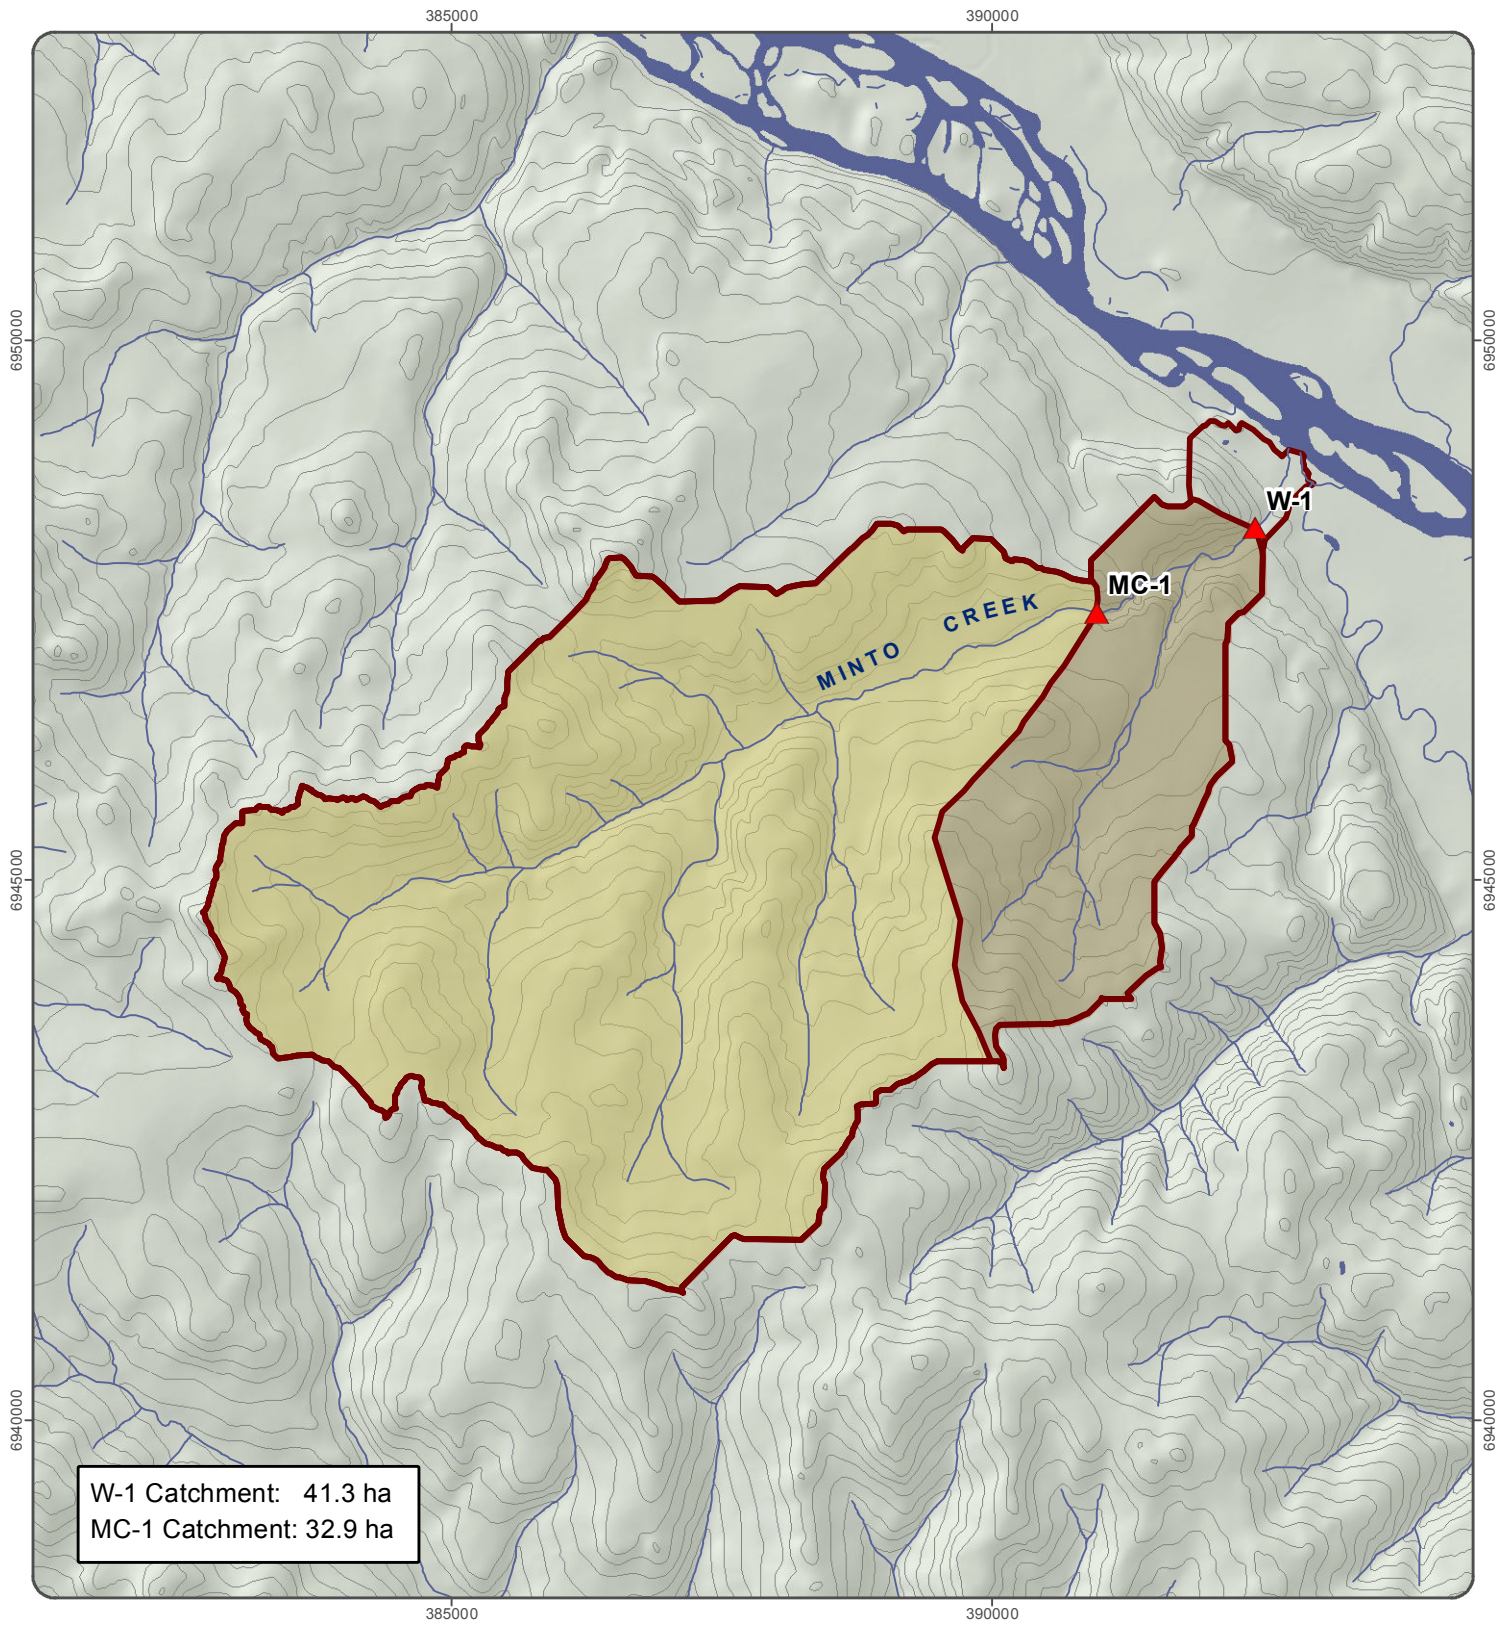 385000 390000
6950000 6950000
W-1
MC-1
MINTO CREEK
6945000 6945000
6940000 6940000
W-1 Catchment: 41.3 ha
MC-1 Catchment: 32.9 ha
385000 390000